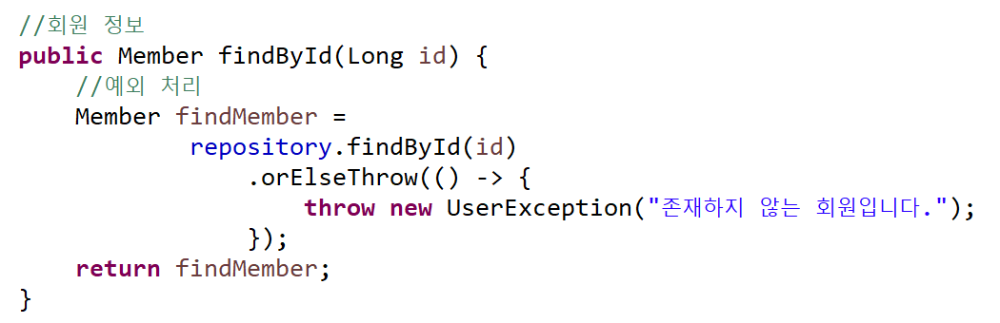 //회원 정보
public Member findById(Long id) {
    //예외 처리
    Member findMember =
            repository.findById(id)
                .orElseThrow(() -> {
                    throw new UserException("존재하지 않는 회원입니다.");
                });
    return findMember;
}